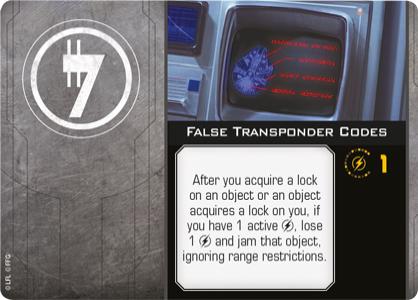 False Transponder Codes
1
After you acquire a lock
on an object or an object
acquires a lock on you, if
you have 1 active , lose
1 and jam that object,
ignoring range restrictions.
©LFL ©FFG